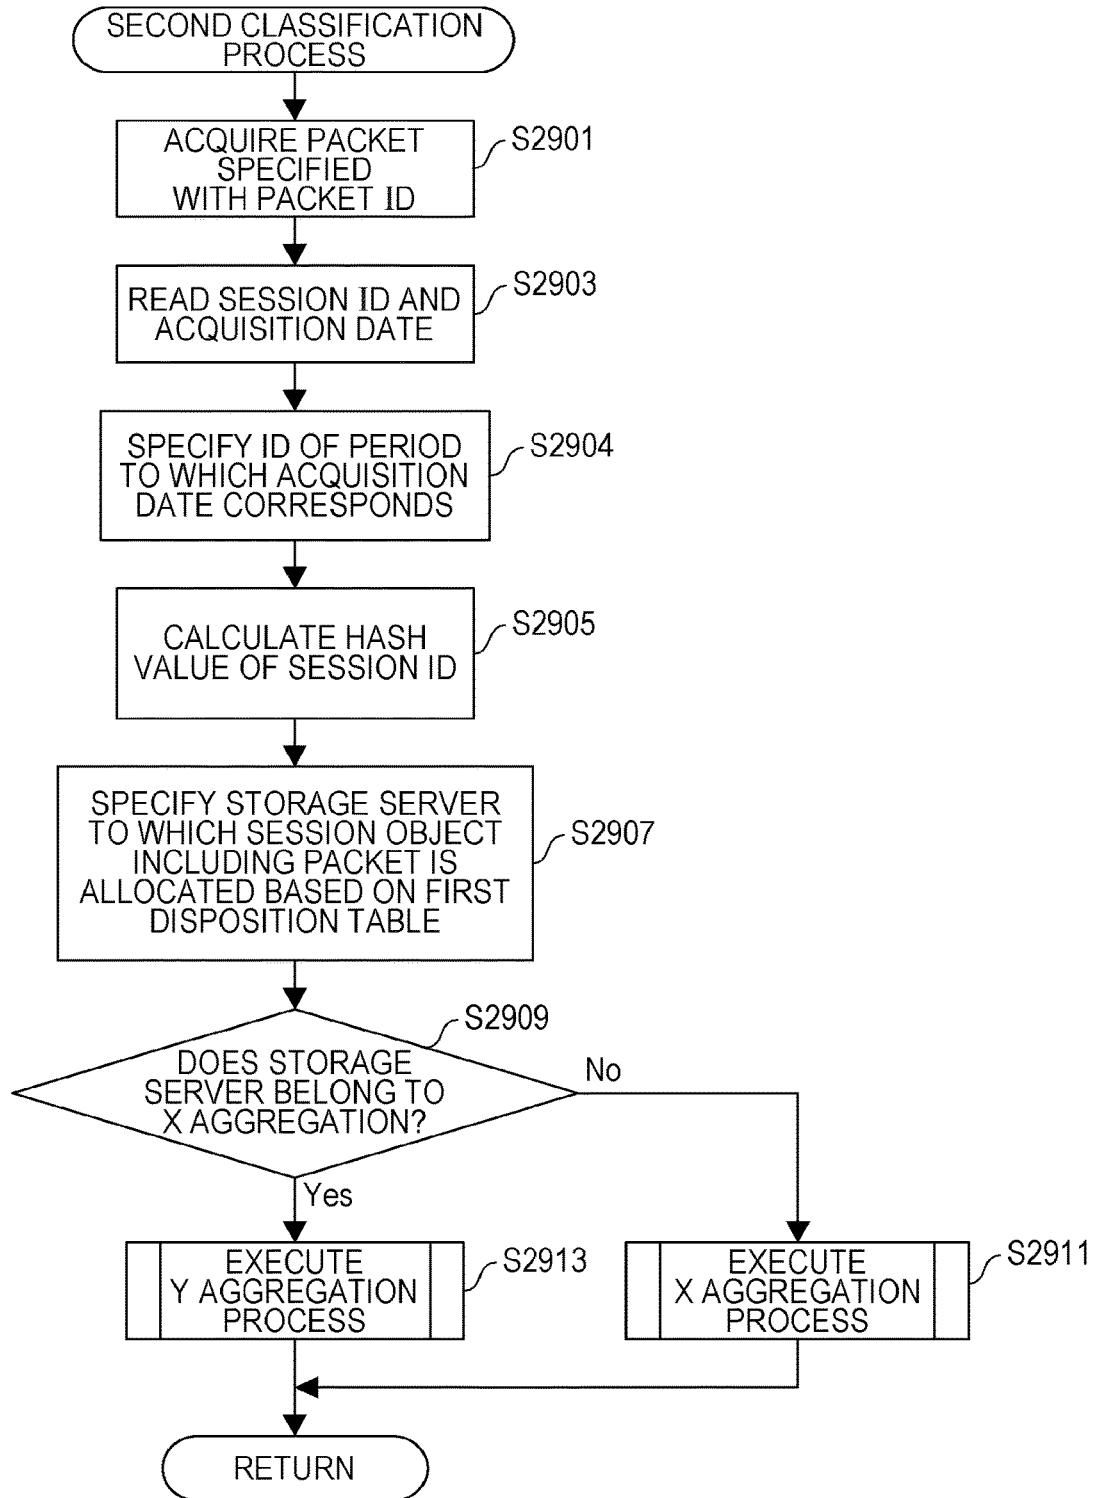 SECOND CLASSIFICATION
PROCESS
ACQUIRE PACKET
SPECIFIED
WITH PACKET ID
S2901
READ SESSION ID AND
ACQUISITION DATE
S2903
SPECIFY ID OF PERIOD
TO WHICH ACQUISITION
DATE CORRESPONDS
S2904
CALCULATE HASH
VALUE OF SESSION ID
S2905
SPECIFY STORAGE SERVER
TO WHICH SESSION OBJECT
INCLUDING PACKET IS
ALLOCATED BASED ON FIRST
DISPOSITION TABLE
S2907
S2909
DOES STORAGE
SERVER BELONG TO
X AGGREGATION?
No
Yes
EXECUTE
Y AGGREGATION
PROCESS
S2913
EXECUTE
X AGGREGATION
PROCESS
S2911
RETURN